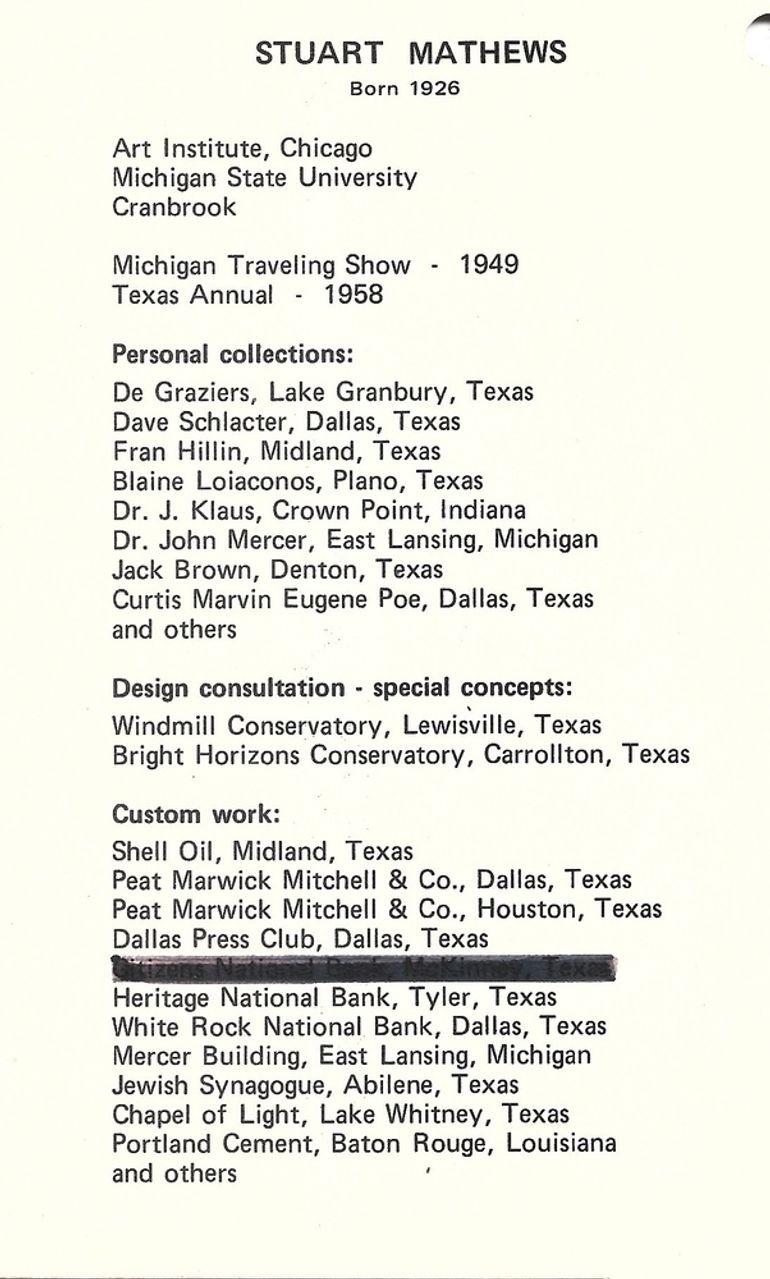 STUART MATHEWS
Born 1926
Art Institute, Chicago
Michigan State University
Cranbrook
Michigan Traveling Show - 1949
Texas Annual - 1958
Personal collections:
De Graziers, Lake Granbury, Texas
Dave Schlacter, Dallas, Texas
Fran Hillin, Midland, Texas
Blaine Loiaconos, Plano, Texas
Dr. J. Klaus, Crown Point, Indiana
Dr. John Mercer, East Lansing, Michigan
Jack Brown, Denton, Texas
Curtis Marvin Eugene Poe, Dallas, Texas
and others
Design consultation - special concepts:
Windmill Conservatory, Lewisville, Texas
Bright Horizons Conservatory, Carrollton, Texas
Custom work:
Shell Oil, Midland, Texas
Peat Marwick Mitchell & Co., Dallas, Texas
Peat Marwick Mitchell & Co., Houston, Texas
Dallas Press Club, Dallas, Texas
Citizens National Bank, McKinney, Texas
Heritage National Bank, Tyler, Texas
White Rock National Bank, Dallas, Texas
Mercer Building, East Lansing, Michigan
Jewish Synagogue, Abilene, Texas
Chapel of Light, Lake Whitney, Texas
Portland Cement, Baton Rouge, Louisiana
and others